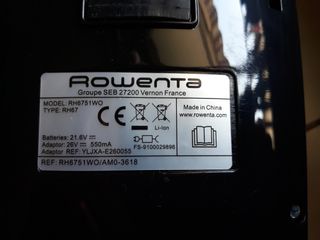 Rowenta
Groupe SEB 27200 Vernon France
MODEL: RH6751WO
TYPE: RH67
CE
Li-Ion
Made in China
www.rowenta.com
Batteries: 21.6V
Adaptor: 26V 550mA
Adaptor REF: YLJXA-E260055
FS-9100029896
REF: RH6751WO/AM0-3618